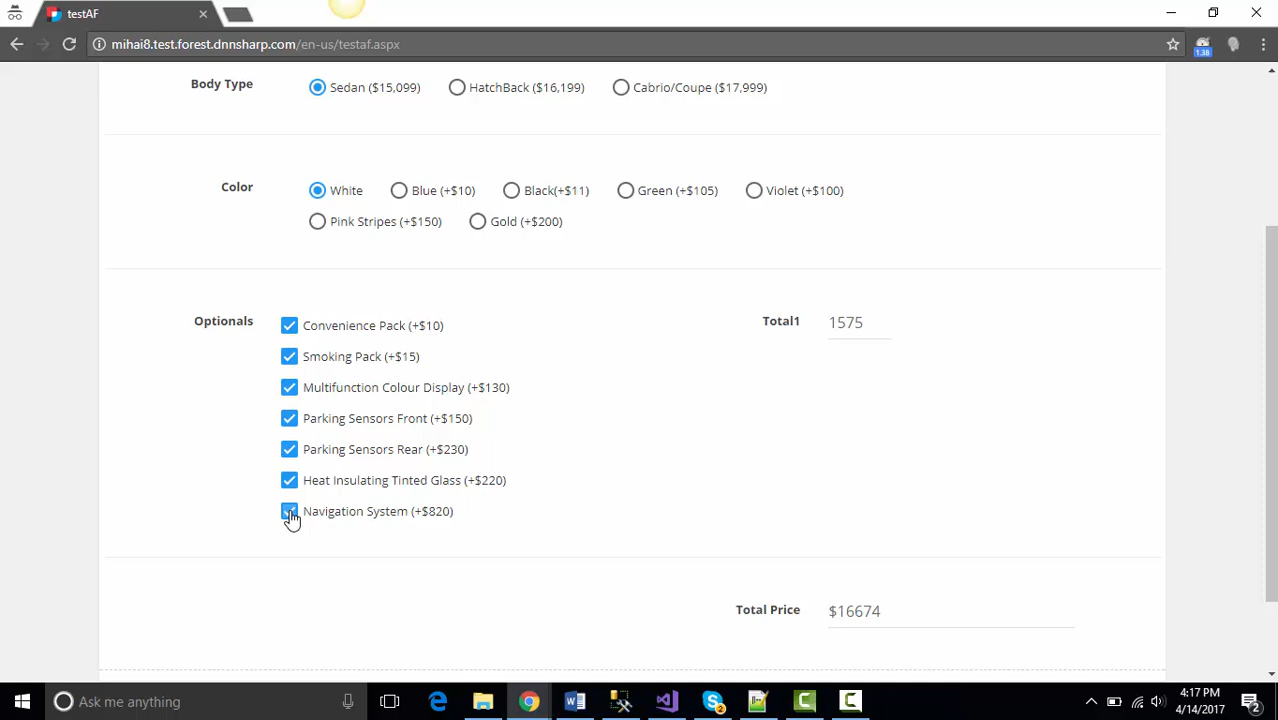 testAF
mihai8.test.forest.dnnsharp.com/en-us/testaf.aspx
1.38
Body Type
Sedan ($15,099)
HatchBack ($16,199)
Cabrio/Coupe ($17,999)
Color
White
Blue (+$10)
Black(+$11)
Green (+$105)
Violet (+$100)
Pink Stripes (+$150)
Gold (+$200)
Optionals
Convenience Pack (+$10)
Total1
1575
Smoking Pack (+$15)
Multifunction Colour Display (+$130)
Parking Sensors Front (+$150)
Parking Sensors Rear (+$230)
Heat Insulating Tinted Glass (+$220)
Navigation System (+$820)
Total Price
$16674
Ask me anything
2
4:17 PM
4/14/2017
2